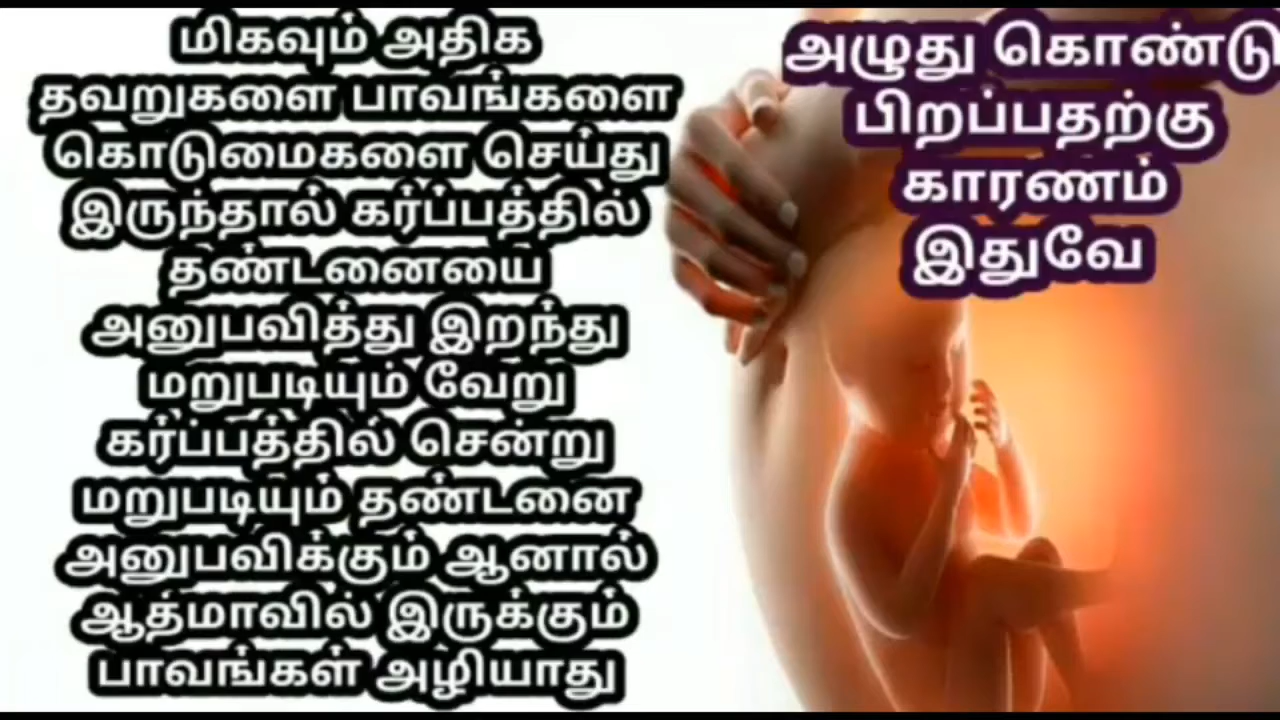 மிகவும் அதிக
தவறுகளை பாவங்களை
கொடுமைகளை செய்து
இருந்தால் கர்ப்பத்தில்
தண்டனையை
அனுபவித்து இறந்து
மறுபடியும் வேறு
கர்ப்பத்தில் சென்று
மறுபடியும் தண்டனை
அனுபவிக்கும் ஆனால்
ஆத்மாவில் இருக்கும்
பாவங்கள் அழியாது
அழுது கொண்டு
பிறப்பதற்கு
காரணம்
இதுவே